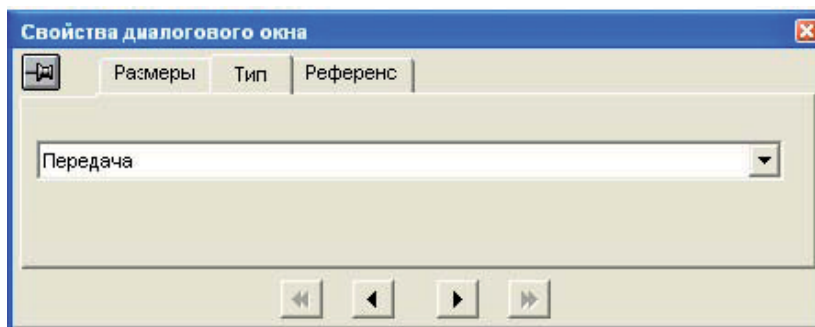 Свойства диалогового окна
Размеры Тип Референс
Передача